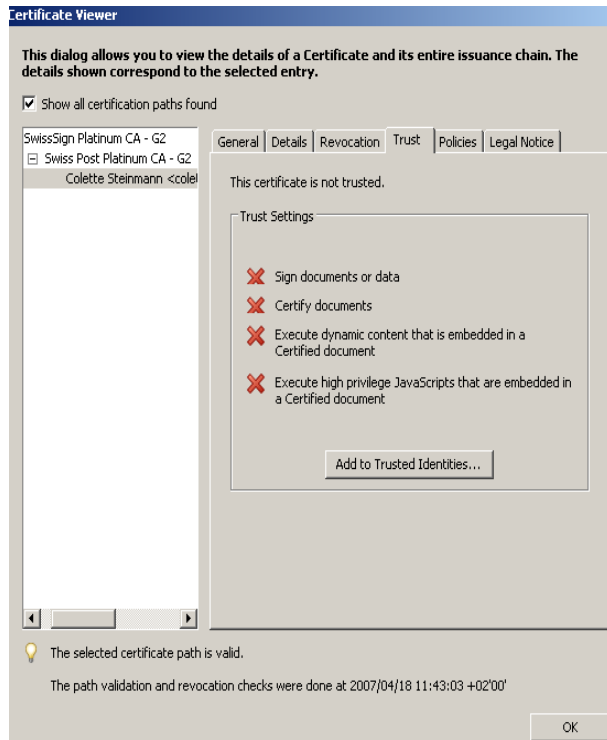 Certificate Viewer
This dialog allows you to view the details of a Certificate and its entire issuance chain. The
details shown correspond to the selected entry.
Show all certification paths found
SwissSign Platinum CA - G2
Swiss Post Platinum CA - G2
Colette Steinmann <colet
General
Details
Revocation
Trust
Policies
Legal Notice
This certificate is not trusted.
Trust Settings
Sign documents or data
Certify documents
Execute dynamic content that is embedded in a
Certified document
Execute high privilege JavaScripts that are embedded in
a Certified document
Add to Trusted Identities...
The selected certificate path is valid.
The path validation and revocation checks were done at 2007/04/18 11:43:03 +02'00'
OK